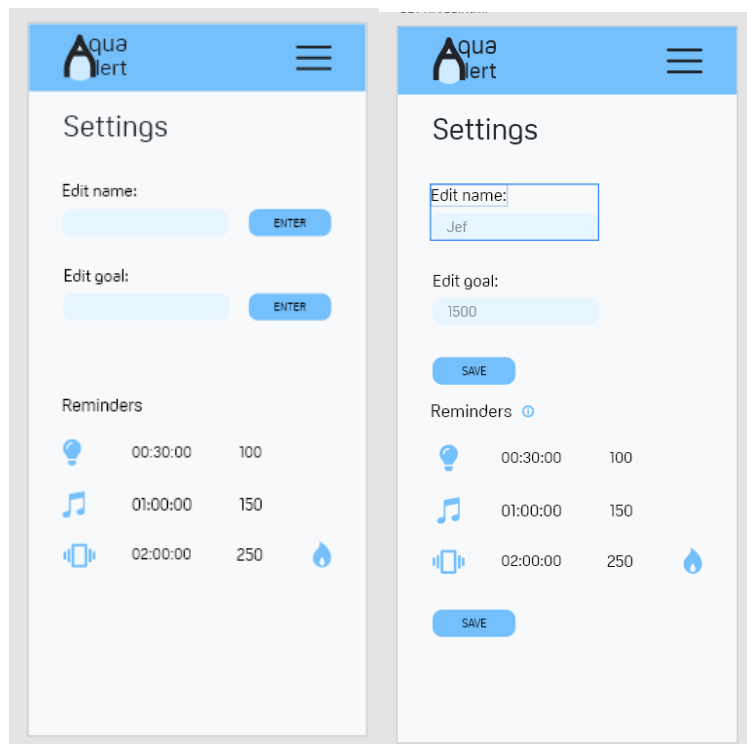 Aqua
Alert
Settings
Edit name:
ENTER
Edit goal:
ENTER
Reminders
00:30:00 100
01:00:00 150
02:00:00 250
Aqua
Alert
Settings
Edit name:
Jef
Edit goal:
1500
SAVE
Reminders
00:30:00 100
01:00:00 150
02:00:00 250
SAVE